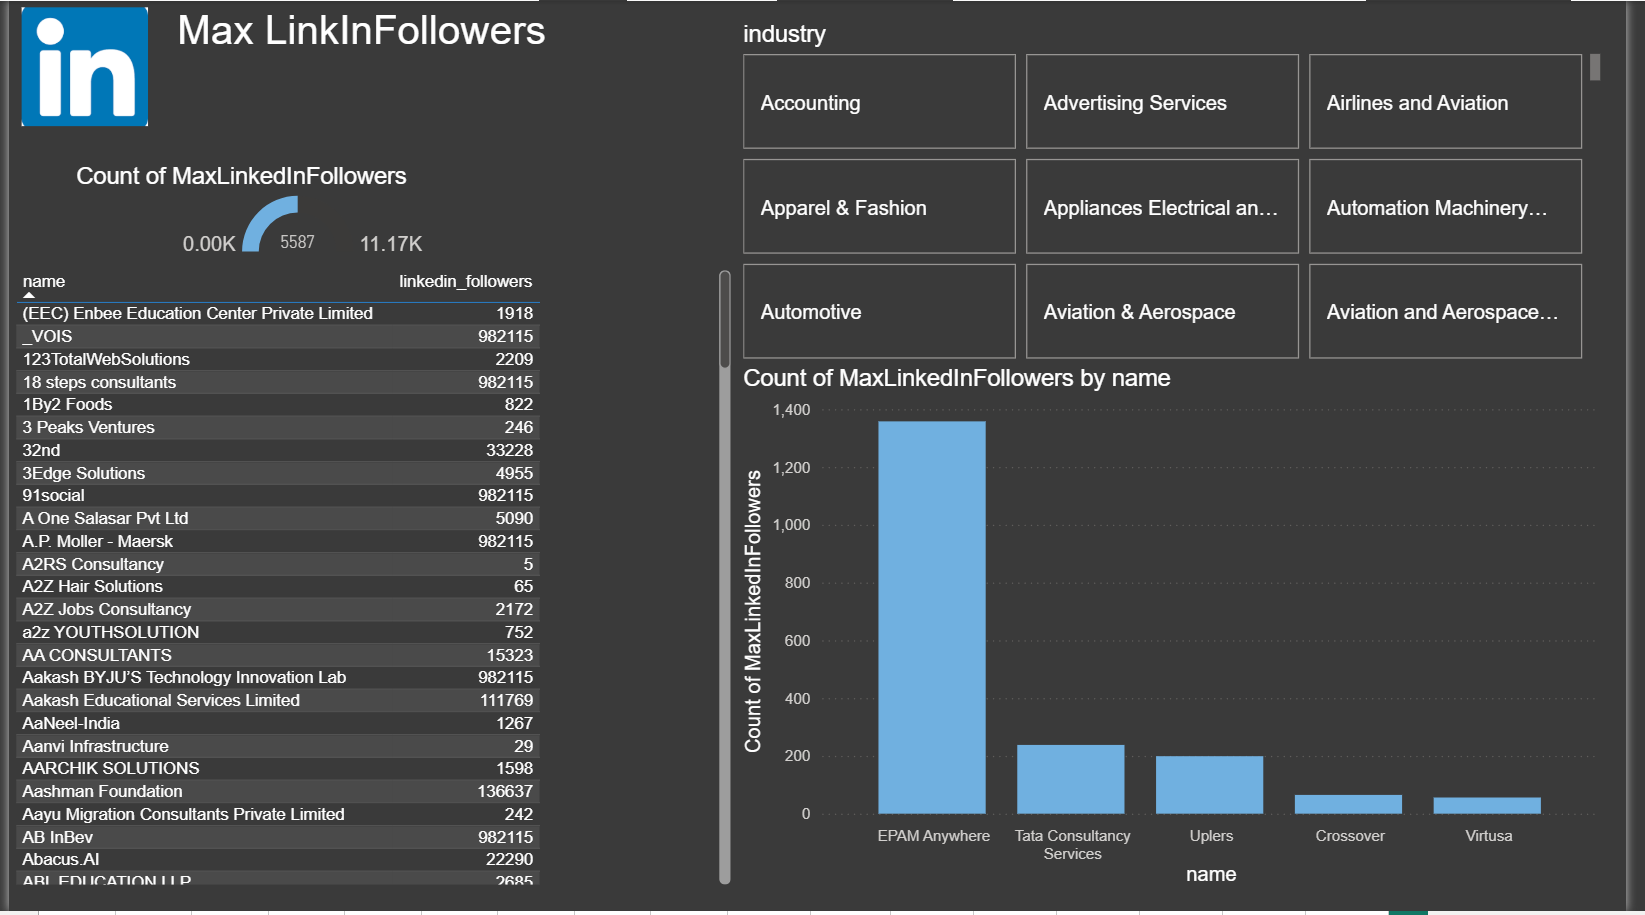 in
Max LinkInFollowers
Count of MaxLinkedInFollowers
0.00K
5587
11.17K
name linkedin_followers
(EEC) Enbee Education Center Private Limited 1918
_VOIS 982115
123TotalWebSolutions 2209
18 steps consultants 982115
1By2 Foods 822
3 Peaks Ventures 246
32nd 33228
3Edge Solutions 4955
91social 982115
A One Salasar Pvt Ltd 5090
A.P. Moller - Maersk 982115
A2RS Consultancy 5
A2Z Hair Solutions 65
A2Z Jobs Consultancy 2172
a2z YOUTHSOLUTION 752
AA CONSULTANTS 15323
Aakash BYJU'S Technology Innovation Lab 982115
Aakash Educational Services Limited 111769
AaNeel-India 1267
Aanvi Infrastructure 29
AARCHIK SOLUTIONS 1598
Aashman Foundation 136637
Aayu Migration Consultants Private Limited 242
AB InBev 982115
Abacus.AI 22290
ABL EDUCATION LLP 2685
industry
Accounting
Advertising Services
Airlines and Aviation
Apparel & Fashion
Appliances Electrical an...
Automation Machinery...
Automotive
Aviation & Aerospace
Aviation and Aerospace...
Count of MaxLinkedInFollowers by name
Count of MaxLinkedInFollowers
1,400
1,200
1,000
800
600
400
200
0
EPAM Anywhere
Tata Consultancy
Services
Uplers
Crossover
Virtusa
name